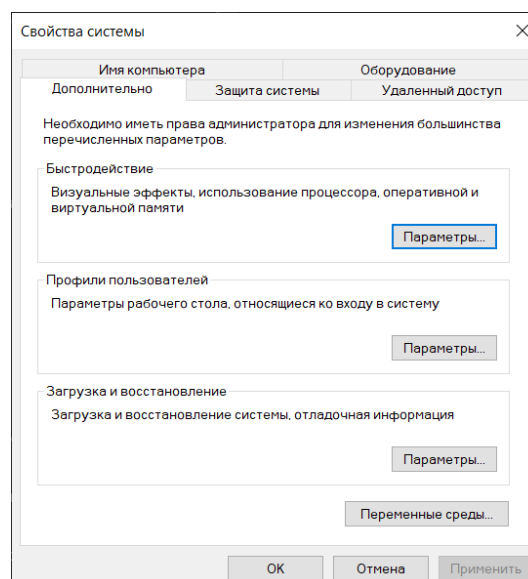 Свойства системы
Имя компьютера
Оборудование
Дополнительно
Защита системы
Удаленный доступ
Необходимо иметь права администратора для изменения большинства
перечисленных параметров.
Быстродействие
Визуальные эффекты, использование процессора, оперативной и
виртуальной памяти
Параметры...
Профили пользователей
Параметры рабочего стола, относящиеся ко входу в систему
Параметры...
Загрузка и восстановление
Загрузка и восстановление системы, отладочная информация
Параметры...
Переменные среды...
ОК
Отмена
Применить